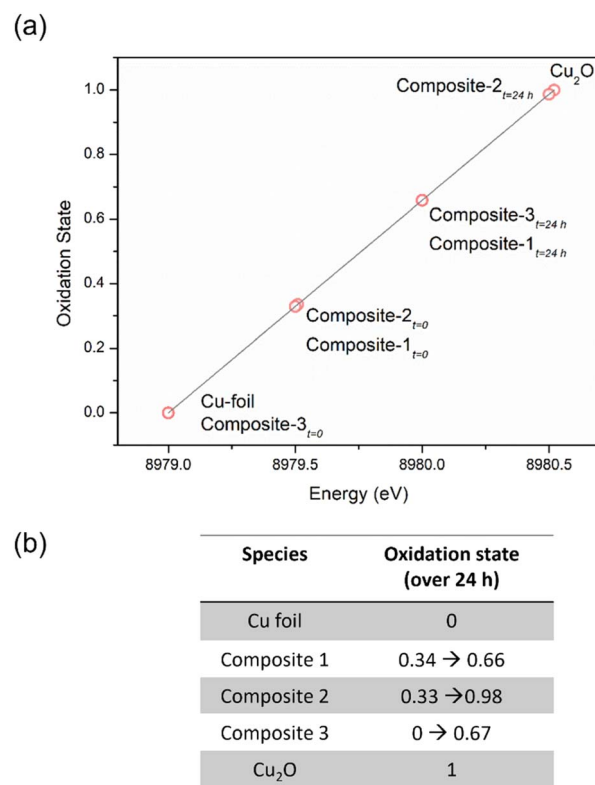 (a)
1.0
0.8
0.6
0.4
0.2
0.0
Oxidation State
Cu₂O
Composite-2t=24 h
Composite-3t=24 h
Composite-1t=24 h
Composite-2t=0
Composite-1t=0
Cu-foil
Composite-3t=0
8979.0 8979.5 8980.0 8980.5
Energy (eV)
(b)
Species Oxidation state
(over 24 h)
Cu foil 0
Composite 1 0.34 → 0.66
Composite 2 0.33 →0.98
Composite 3 0 → 0.67
Cu₂O 1